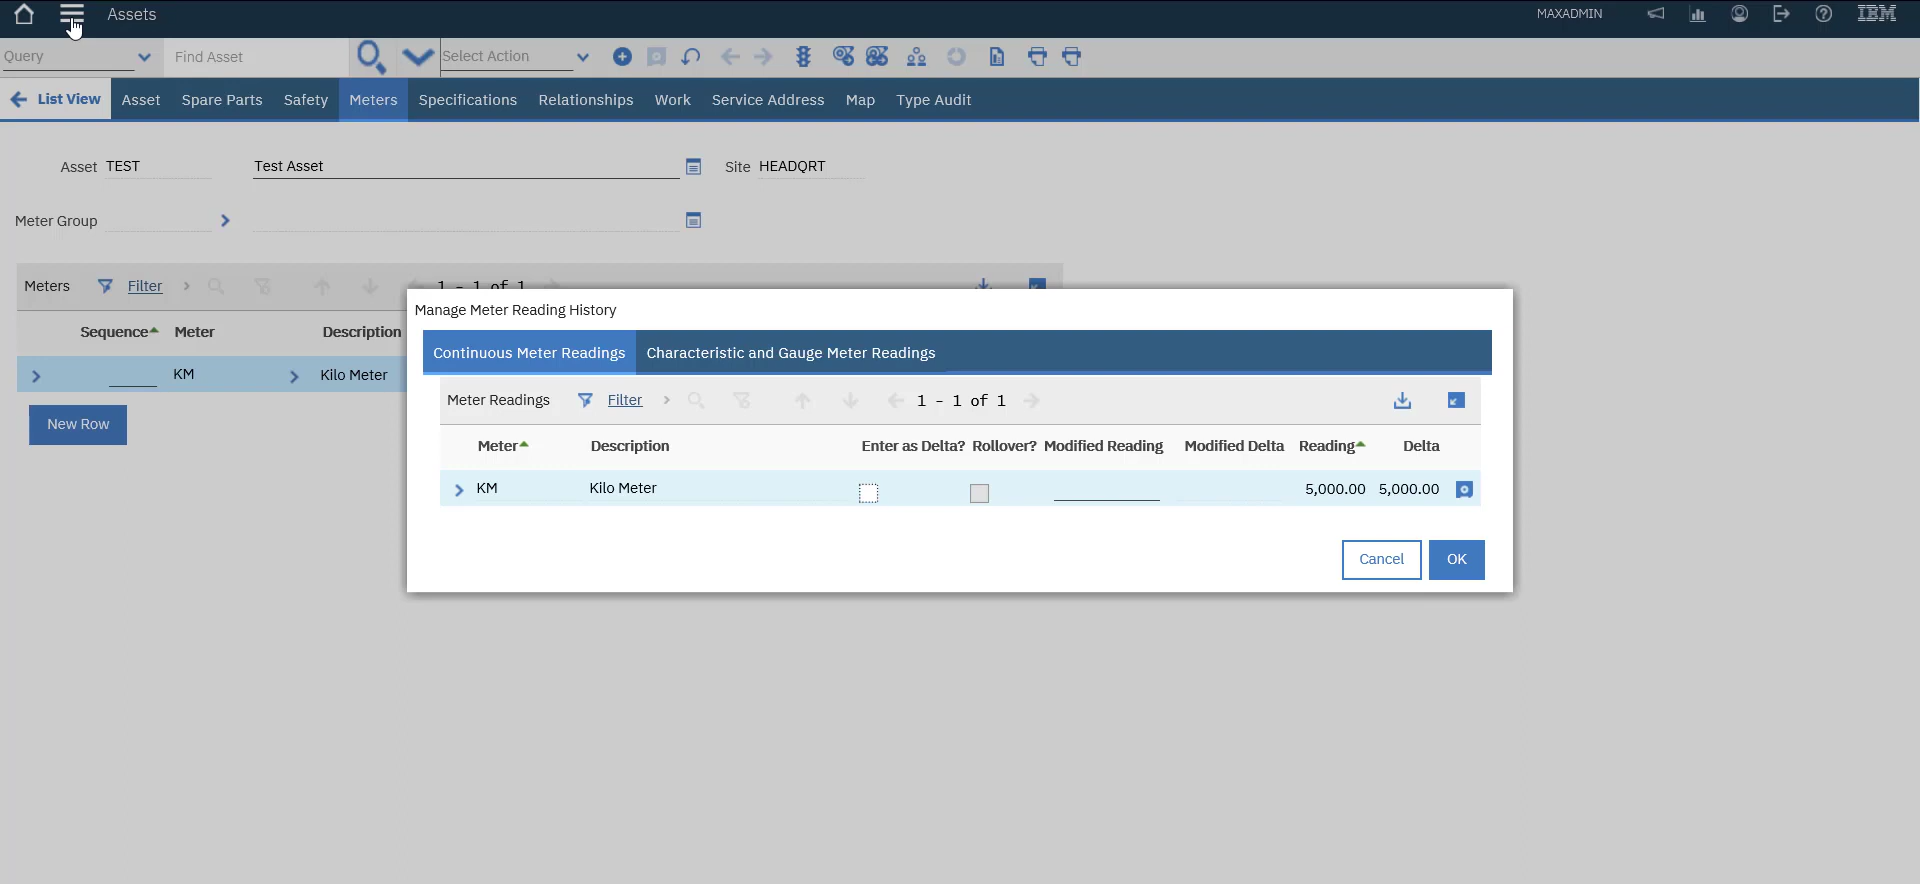 Assets
MAXADMIN
IBM
Query
Find Asset
Select Action
List View Asset Spare Parts Safety Meters Specifications Relationships Work Service Address Map Type Audit
Asset TEST Test Asset Site HEADQRT
Meter Group
Meters Filter 1 - 1 of 1
Sequence Meter Description
KM Kilo Meter
New Row
Manage Meter Reading History
Continuous Meter Readings Characteristic and Gauge Meter Readings
Meter Readings Filter 1 - 1 of 1
Meter Description Enter as Delta? Rollover? Modified Reading Modified Delta Reading Delta
KM Kilo Meter 5,000.00 5,000.00
Cancel OK